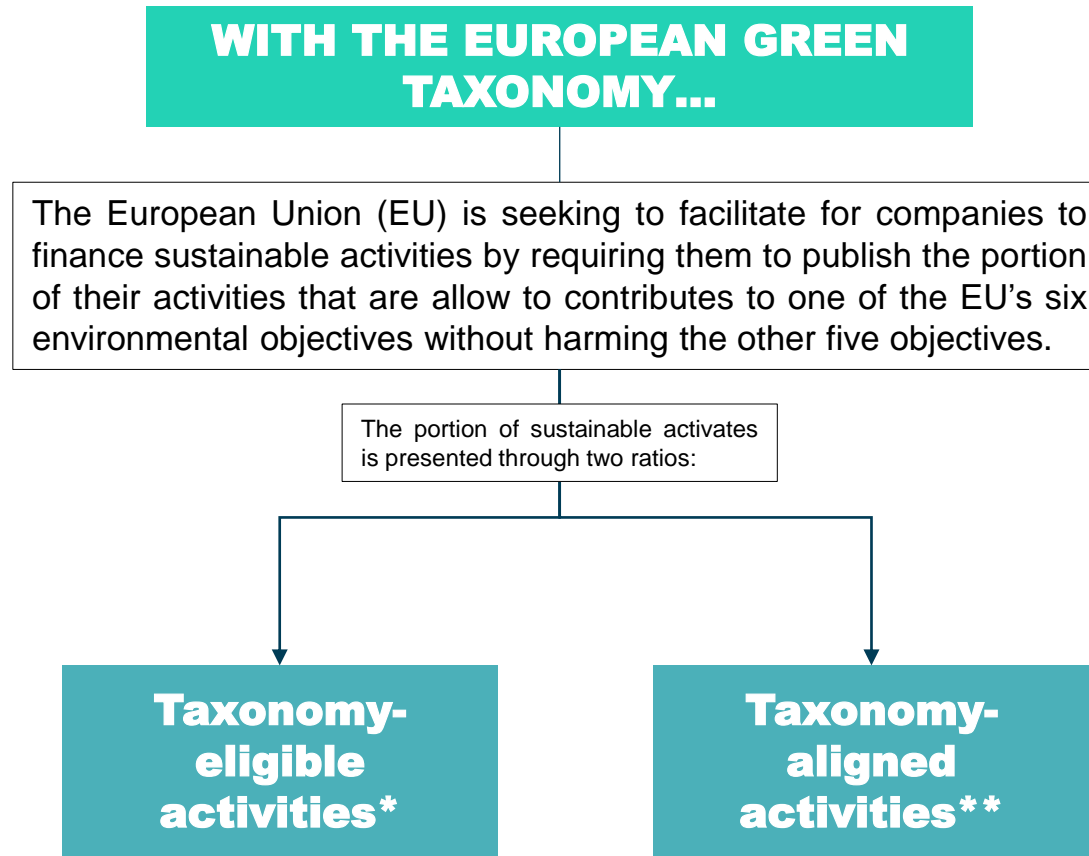 WITH THE EUROPEAN GREEN
TAXONOMY...
The European Union (EU) is seeking to facilitate for companies to
finance sustainable activities by requiring them to publish the portion
of their activities that are allow to contributes to one of the EU's six
environmental objectives without harming the other five objectives.
The portion of sustainable activates
is presented through two ratios:
Taxonomy-
eligible
activities*
Taxonomy-
aligned
activities**